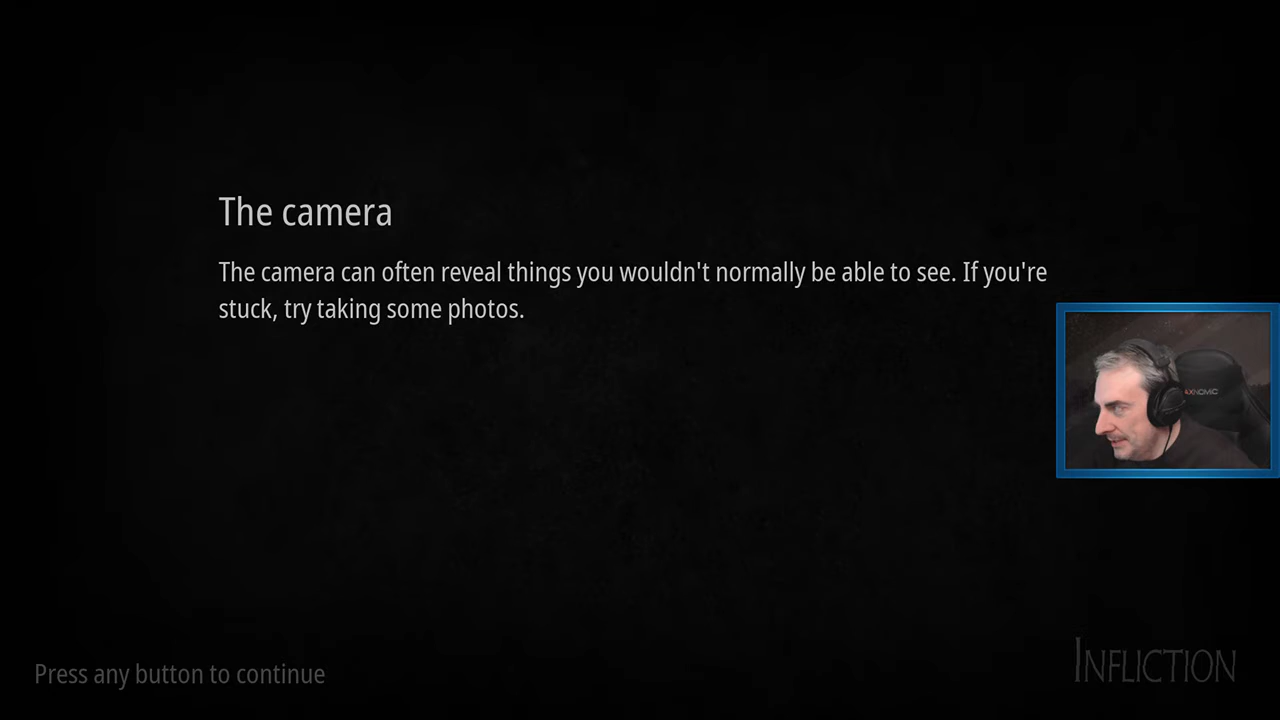 The camera
The camera can often reveal things you wouldn't normally be able to see. If you're
stuck, try taking some photos.
AXNOMIC
Press any button to continue
INFLICTION